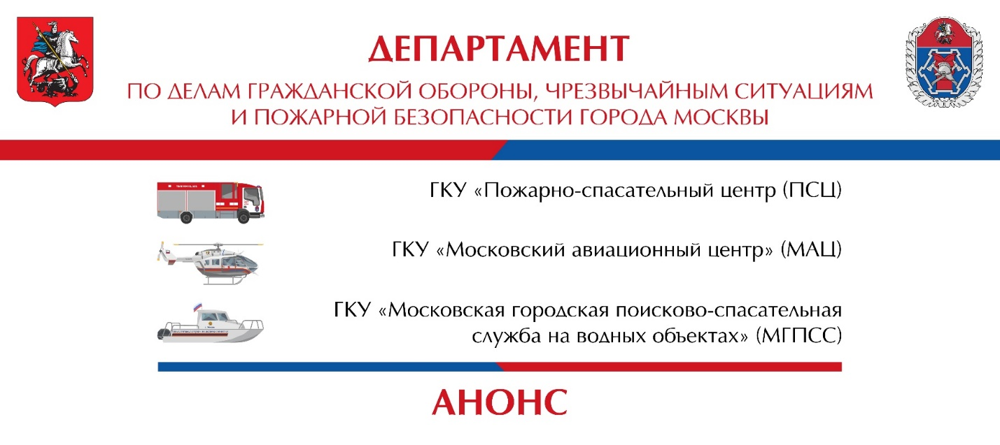 ДЕПАРТАМЕНТ
ПО ДЕЛАМ ГРАЖДАНСКОЙ ОБОРОНЫ, ЧРЕЗВЫЧАЙНЫМ СИТУАЦИЯМ
И ПОЖАРНОЙ БЕЗОПАСНОСТИ ГОРОДА МОСКВЫ
ГКУ «Пожарно-спасательный центр (ПСЦ)
ГКУ «Московский авиационный центр» (МАЦ)
ГКУ «Московская городская поисково-спасательная
служба на водных объектах» (МГПСС)
АНОНС